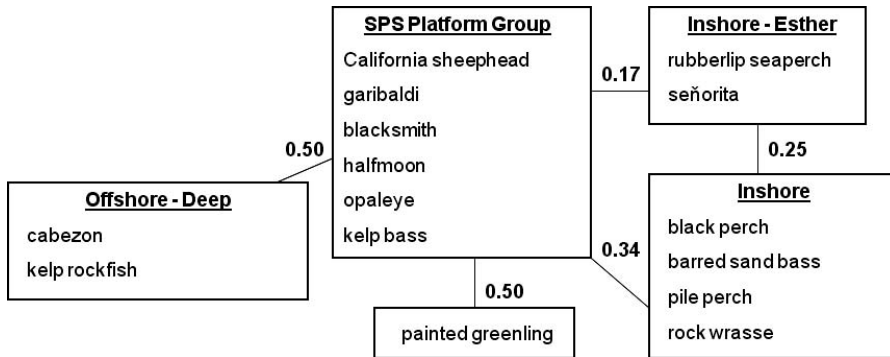 SPS Platform Group
California sheephead
garibaldi
blacksmith
halfmoon
opaleye
kelp bass
Inshore - Esther
rubberlip seaperch
seňorita
0.17
0.25
0.50
Offshore - Deep
cabezon
kelp rockfish
Inshore
black perch
barred sand bass
pile perch
rock wrasse
0.34
0.50
painted greenling